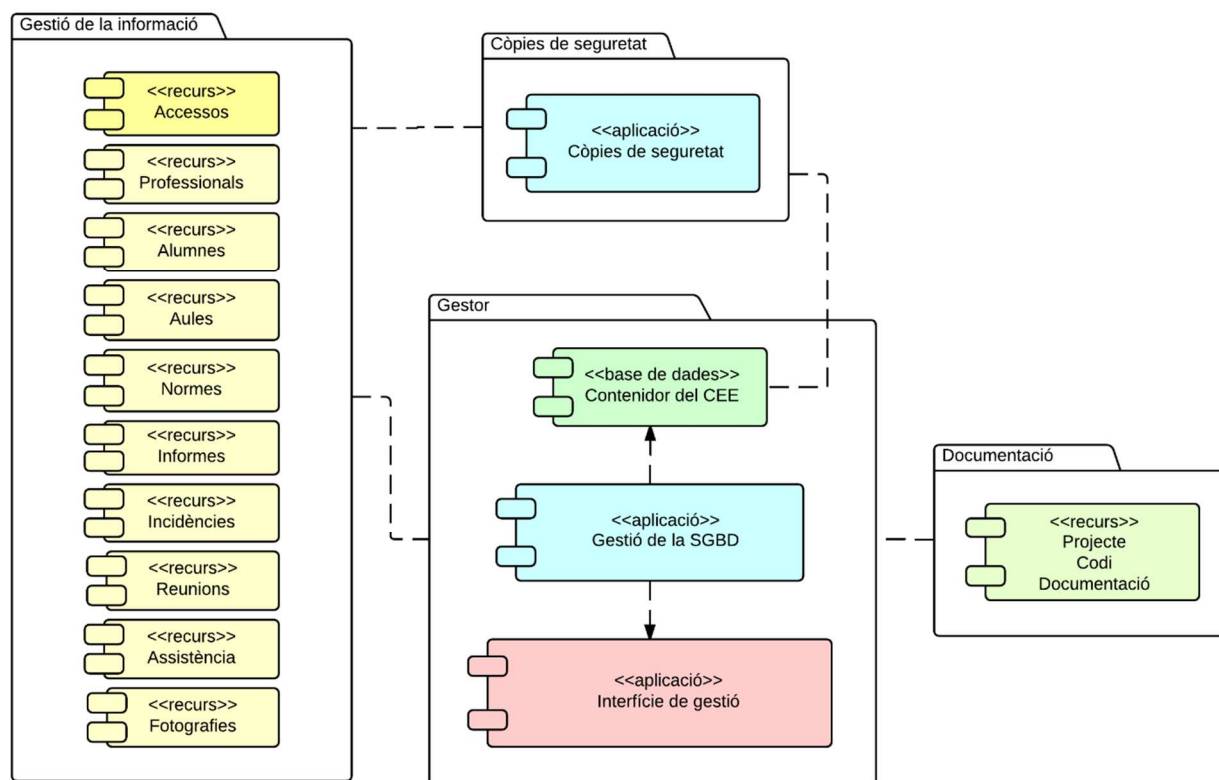 Gestió de la informació
<<recurs>>
Accessos
<<recurs>>
Professionals
<<recurs>>
Alumnes
<<recurs>>
Aules
<<recurs>>
Normes
<<recurs>>
Informes
<<recurs>>
Incidències
<<recurs>>
Reunions
<<recurs>>
Assistència
<<recurs>>
Fotografies
Còpies de seguretat
<<aplicació>>
Còpies de seguretat
Gestor
<<base de dades>>
Contenidor del CEE
<<aplicació>>
Gestió de la SGBD
<<aplicació>>
Interfície de gestió
Documentació
<<recurs>>
Projecte
Codi
Documentació